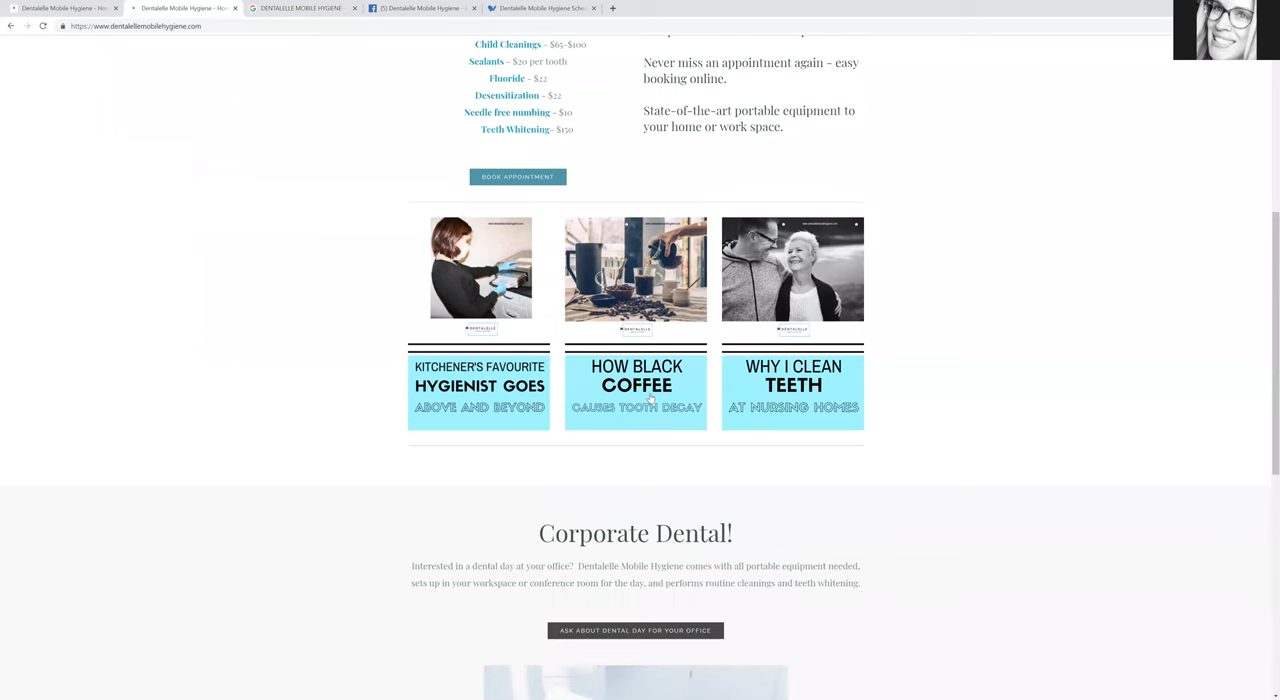 Dentalelle Mobile Hygiene - Ho
Dentalelle Mobile Hygiene - Ho
DENTALELLE MOBILE HYGIENE -
(5) Dentalelle Mobile Hygiene -
Dentalelle Mobile Hygiene Sche
https://www.dentalellemobilehygiene.com
Child Cleanings - $65-$100
Sealants - $20 per tooth
Fluoride - $22
Desensitization - $22
Needle free numbing - $10
Teeth Whitening- $150
BOOK APPOINTMENT
Never miss an appointment again - easy
booking online.
State-of-the-art portable equipment to
your home or work space.
DENTALELLE
KITCHENER'S FAVOURITE
HYGIENIST GOES
ABOVE AND BEYOND
DENTALELLE
HOW BLACK
COFFEE
CAUSES TOOTH DECAY
DENTALELLE
WHY I CLEAN
TEETH
AT NURSING HOMES
Corporate Dental!
Interested in a dental day at your office? Dentalelle Mobile Hygiene comes with all portable equipment needed,
sets up in your workspace or conference room for the day, and performs routine cleanings and teeth whitening.
ASK ABOUT DENTAL DAY FOR YOUR OFFICE